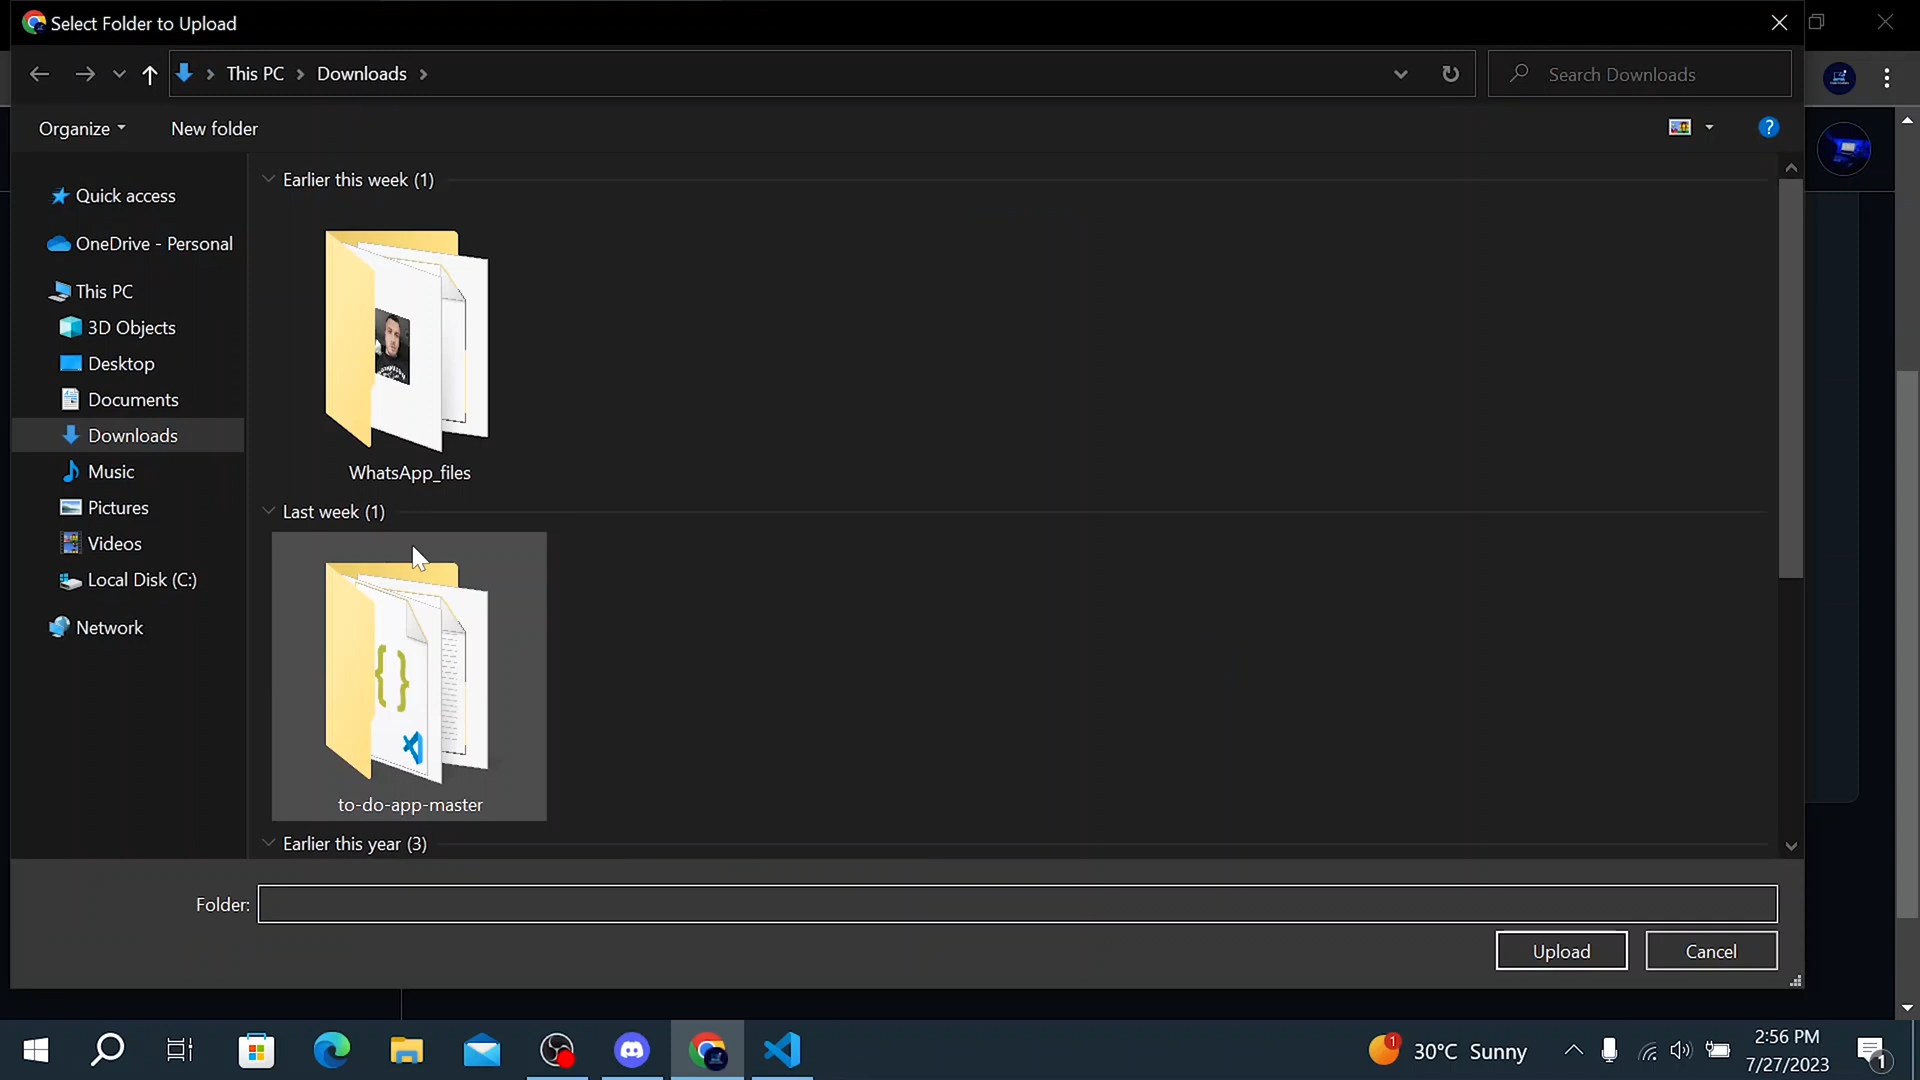 Select Folder to Upload
This PC
Downloads
Search Downloads
Organize
New folder
?
Quick access
OneDrive - Personal
This PC
3D Objects
Desktop
Documents
Downloads
Music
Pictures
Videos
Local Disk (C:)
Network
Earlier this week (1)
WhatsApp_files
Last week (1)
{}
to-do-app-master
Earlier this year (3)
Folder:
Upload
Cancel
1
30°C Sunny
2:56 PM
7/27/2023
1